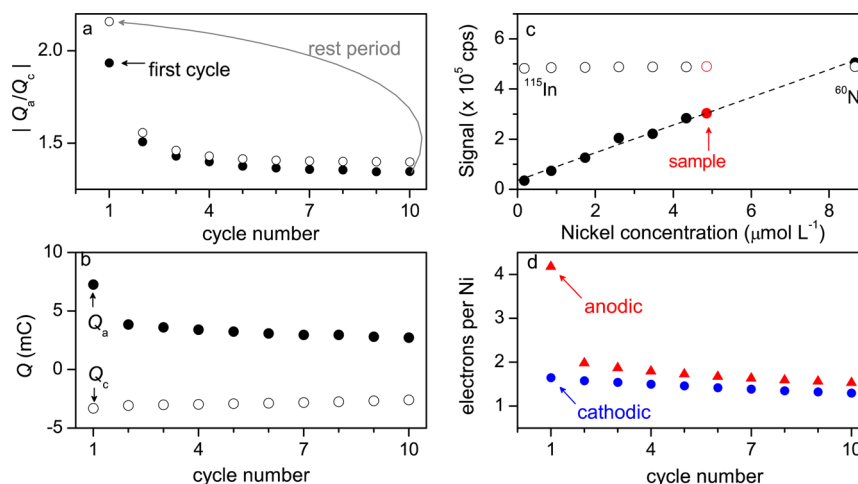 a
rest period
first cycle
| Qa/Qc |
2.0
1.5
1
4
7
10
cycle number
b
Qa
Qc
Q (mC)
10
5
0
-5
1
4
7
10
cycle number
c
115In
60N
sample
Signal (x 10^5 cps)
6
4
2
0
0
2
4
6
8
Nickel concentration (μmol L−1)
d
anodic
cathodic
electrons per Ni
4
3
2
1
1
4
7
10
cycle number